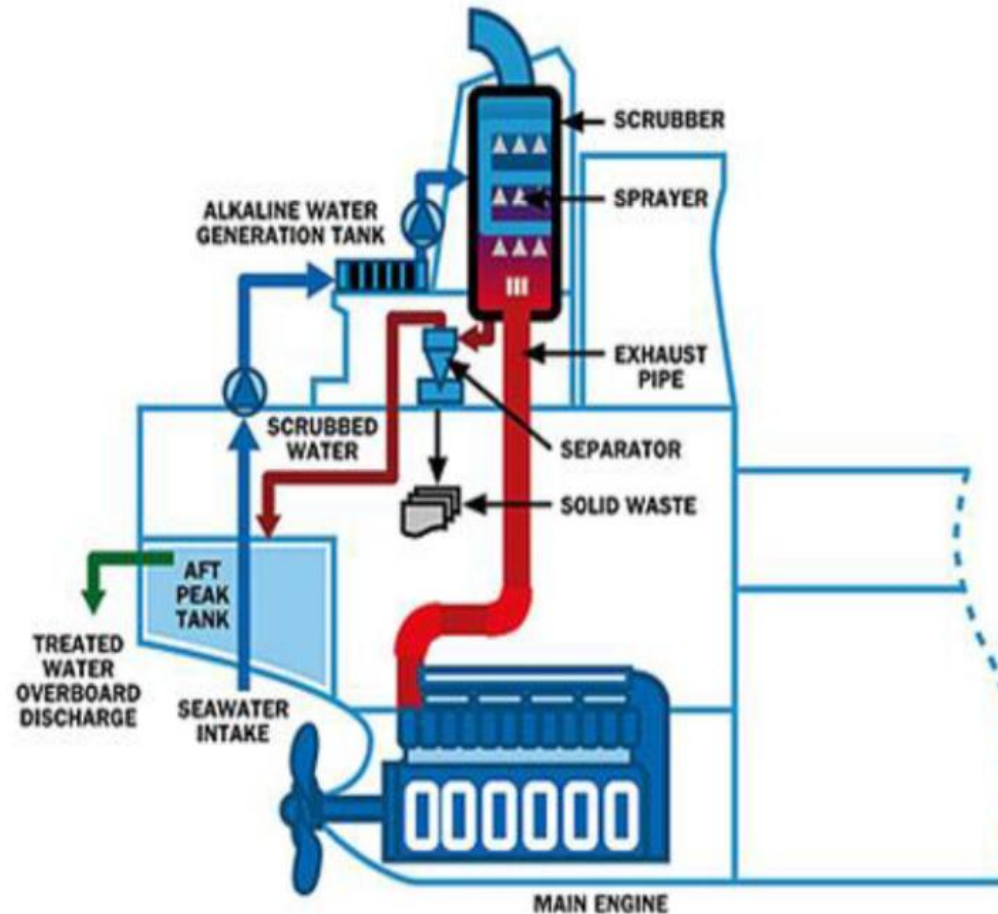 SCRUBBER
SPRAYER
ALKALINE WATER
GENERATION TANK
EXHAUST
PIPE
SCRUBBED
WATER
SEPARATOR
SOLID WASTE
AFT
PEAK
TANK
TREATED
WATER
OVERBOARD
DISCHARGE
SEAWATER
INTAKE
MAIN ENGINE